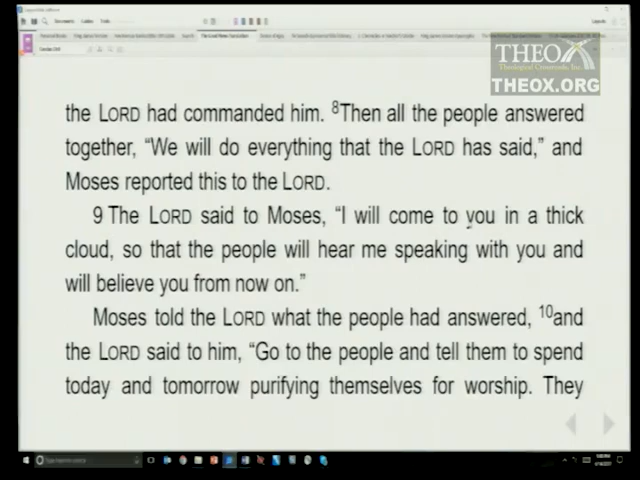 THEOX
Theological Crossroads, Inc.
THEOX.ORG
the LORD had commanded him. 8Then all the people answered
together, “We will do everything that the LORD has said,” and
Moses reported this to the LORD.
9 The LORD said to Moses, “I will come to you in a thick
cloud, so that the people will hear me speaking with you and
will believe you from now on.”
Moses told the LORD what the people had answered, 10and
the LORD said to him, “Go to the people and tell them to spend
today and tomorrow purifying themselves for worship. They